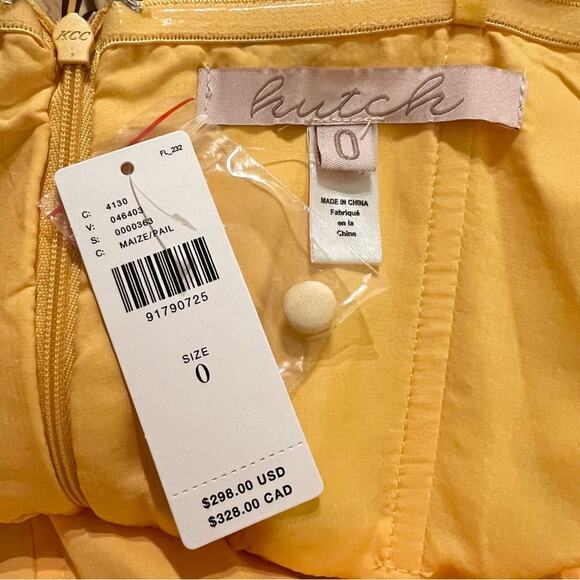 KCC
hutch
0
MADE IN CHINA
Fabriqué
en la
Chine
FL_232
C: 4130
V: 046403
S: 0000363
C: MAIZE/PAIL
91790725
SIZE
0
$298.00 USD
$328.00 CAD